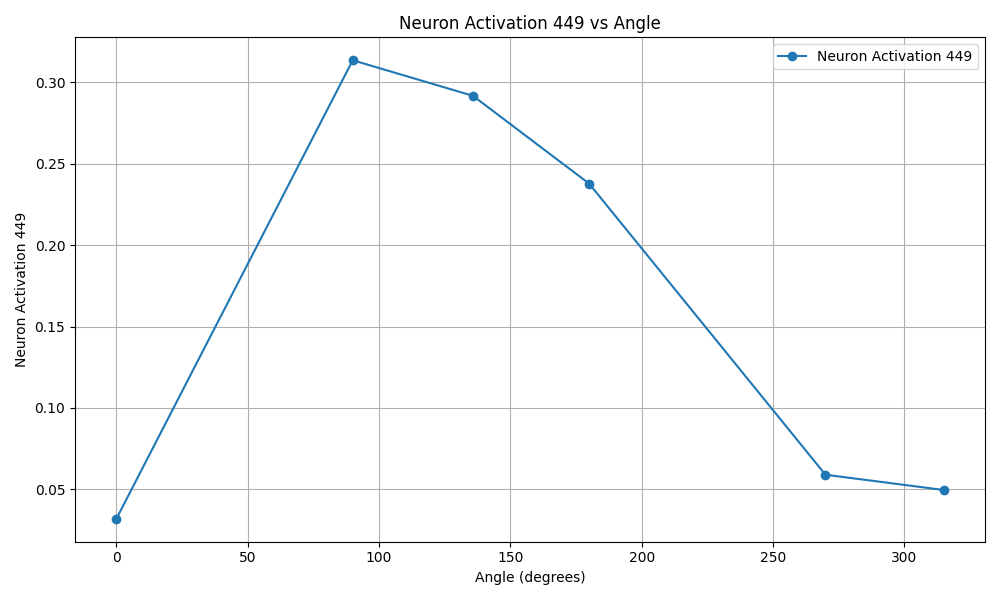 Neuron Activation 449 vs Angle
Neuron Activation 449
0.30
0.25
0.20
0.15
0.10
0.05
Neuron Activation 449
0 50 100 150 200 250 300
Angle (degrees)